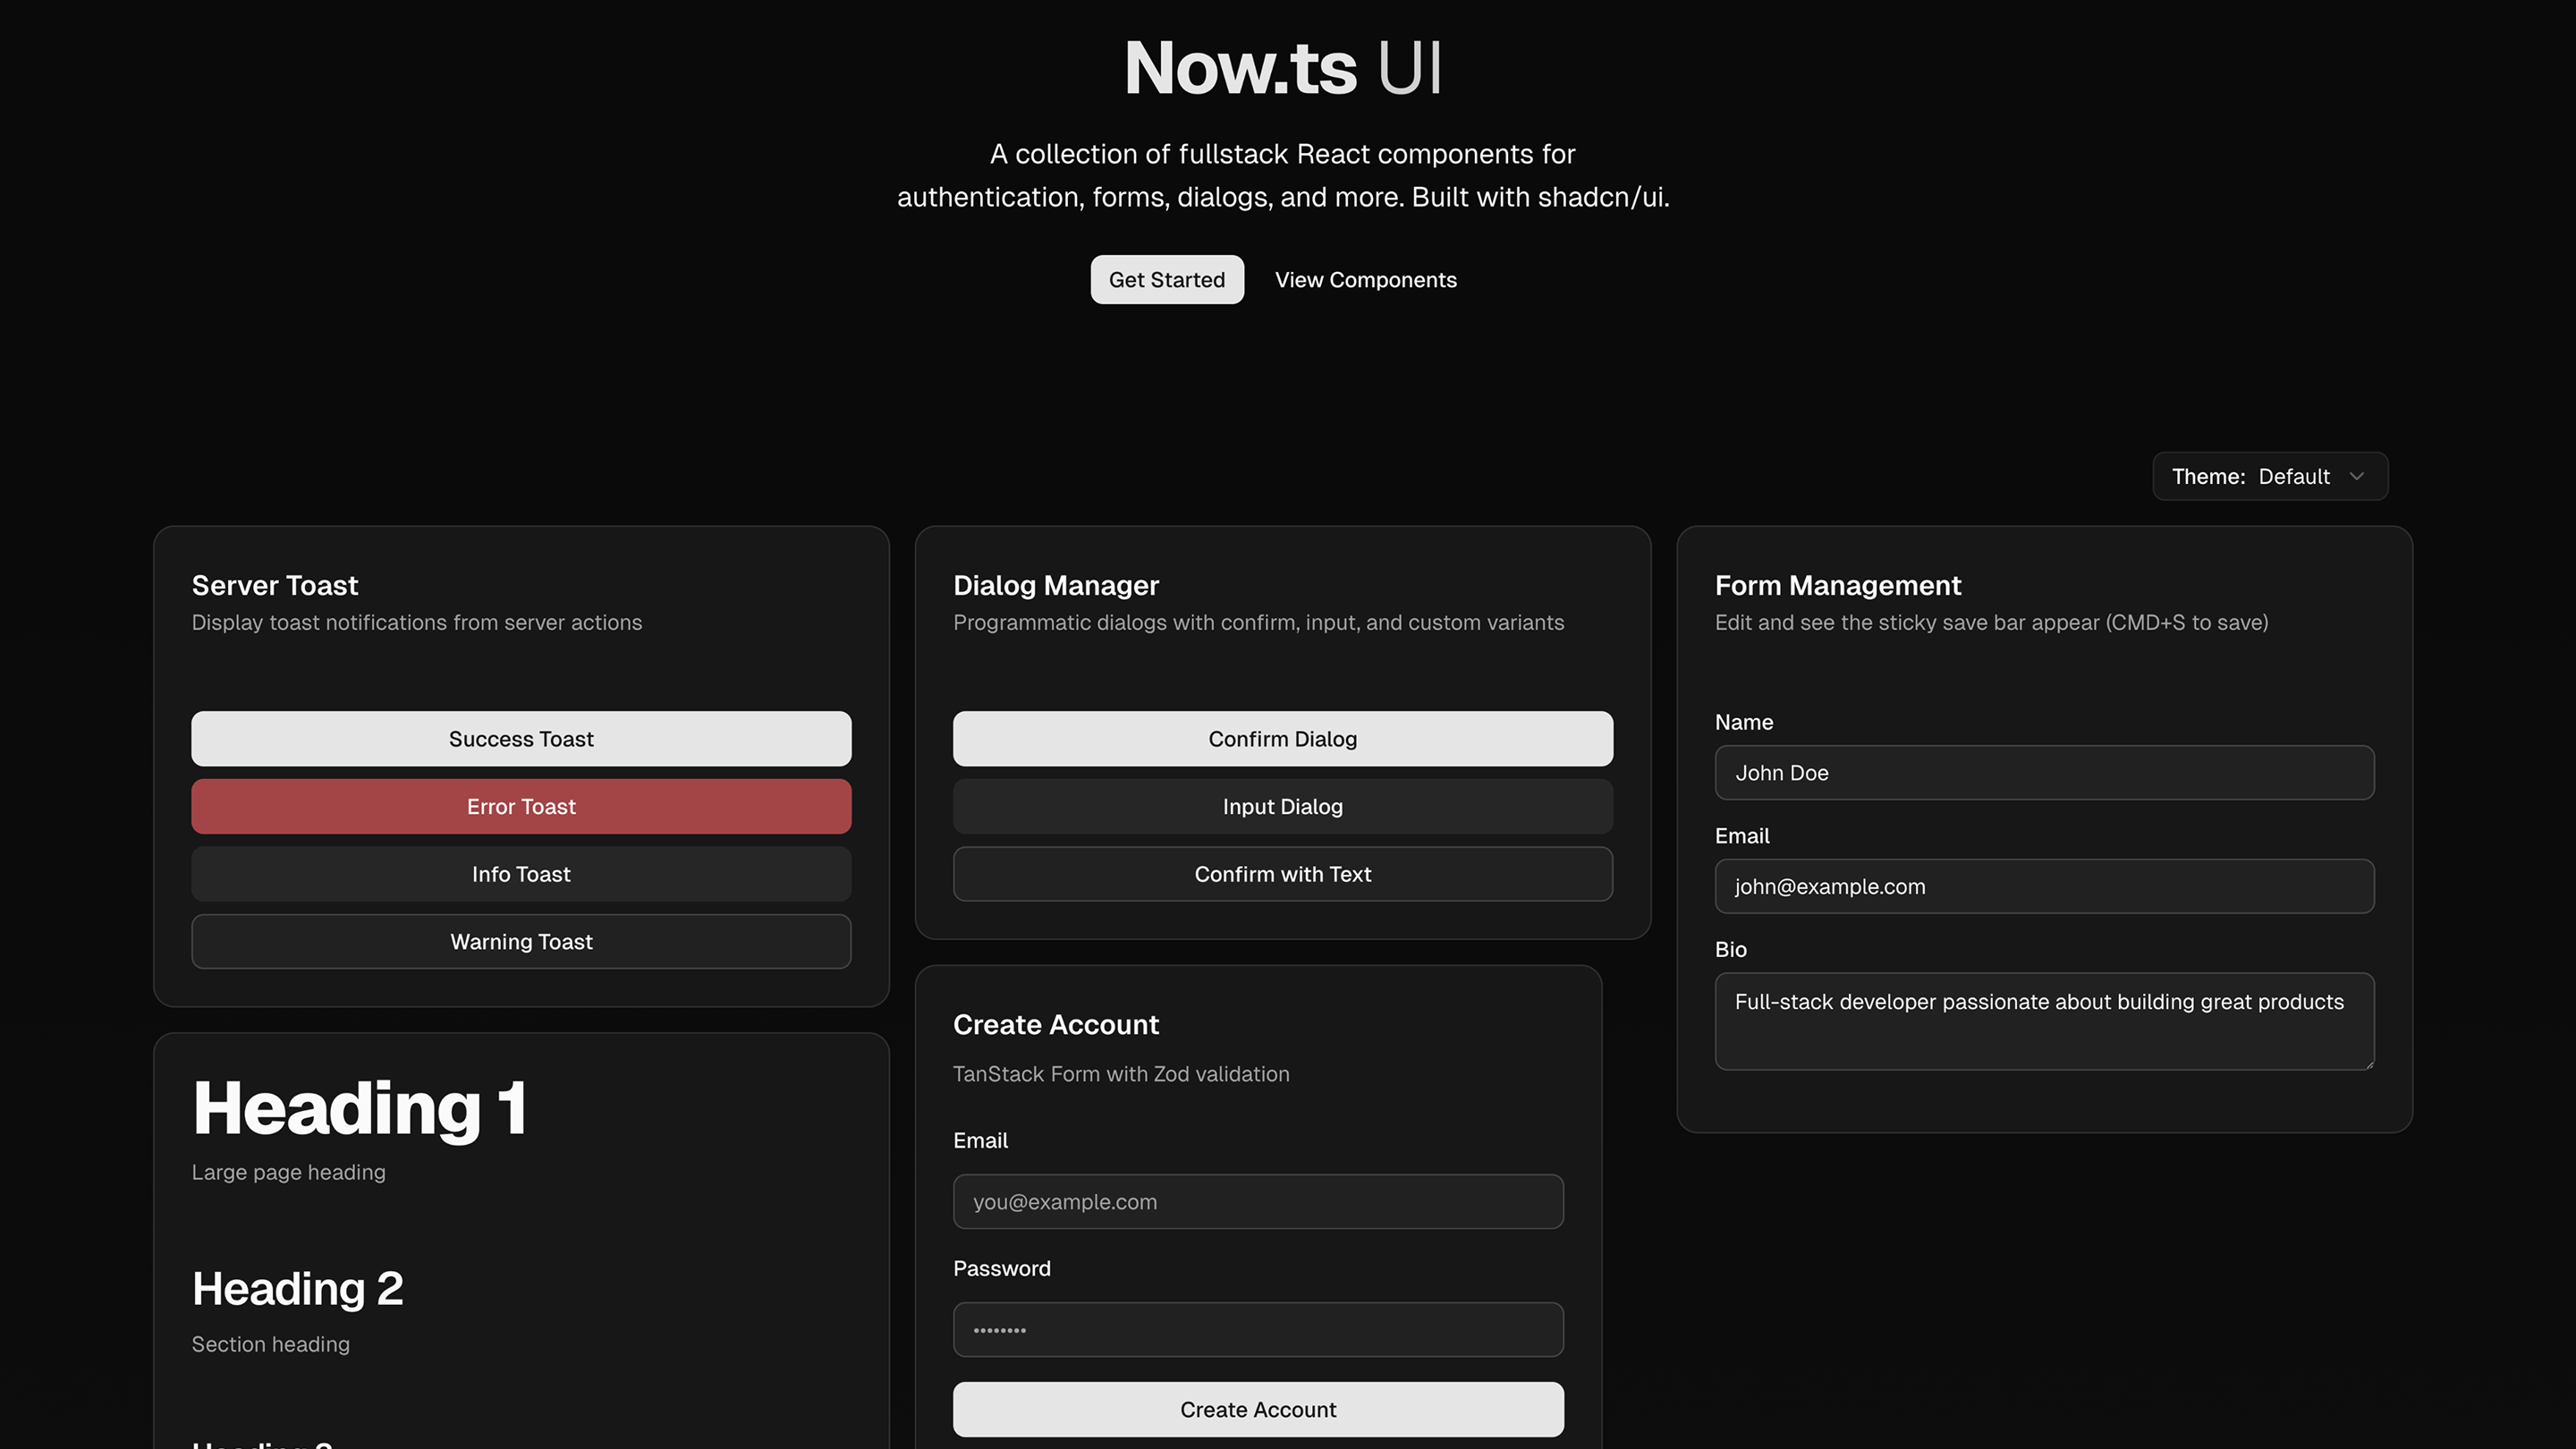 Now.ts UI
A collection of fullstack React components for
authentication, forms, dialogs, and more. Built with shadcn/ui.
Get Started
View Components
Theme: Default
Server Toast
Display toast notifications from server actions
Success Toast
Error Toast
Info Toast
Warning Toast
Heading 1
Large page heading
Heading 2
Section heading
Dialog Manager
Programmatic dialogs with confirm, input, and custom variants
Confirm Dialog
Input Dialog
Confirm with Text
Create Account
TanStack Form with Zod validation
Email
you@example.com
Password
••••••••
Create Account
Form Management
Edit and see the sticky save bar appear (CMD+S to save)
Name
John Doe
Email
john@example.com
Bio
Full-stack developer passionate about building great products